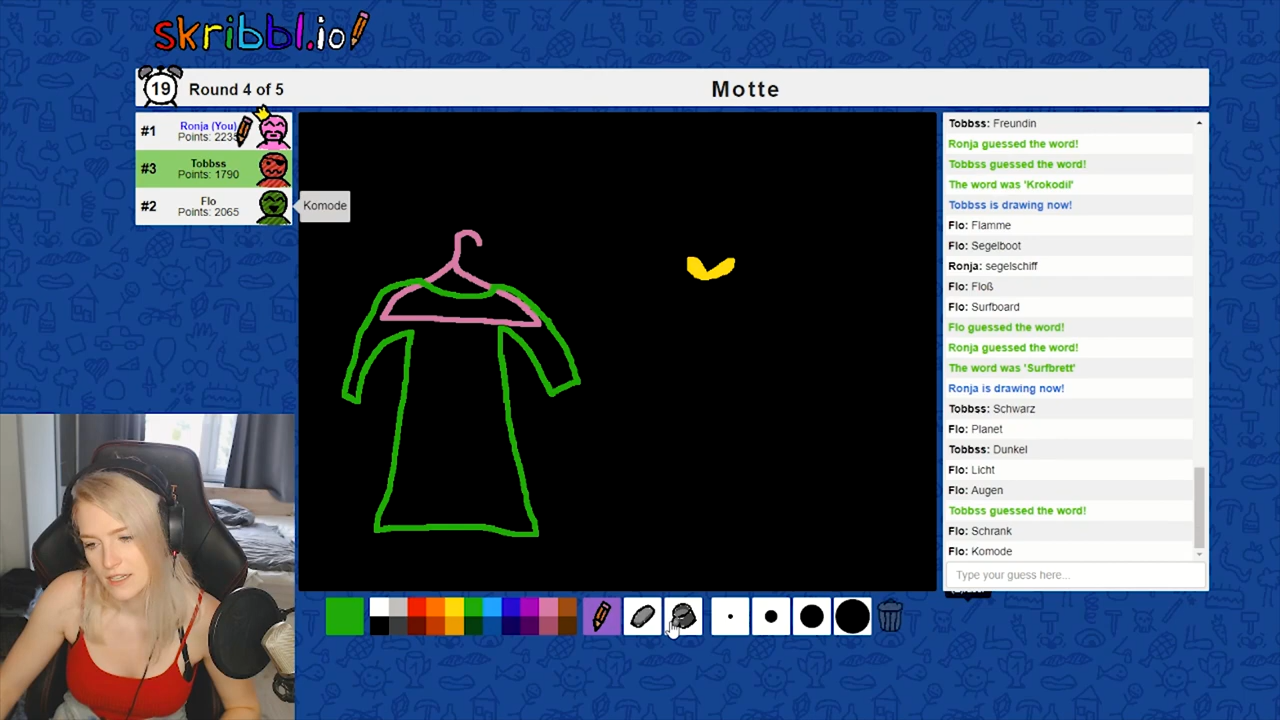 skribbl.io
19
Round 4 of 5
Motte
#1
Ronja (You)
Points: 2235
#3
Tobbss
Points: 1790
#2
Flo
Points: 2065
Komode
Tobbss: Freundin
Ronja guessed the word!
Tobbss guessed the word!
The word was 'Krokodil'
Tobbss is drawing now!
Flo: Flamme
Flo: Segelboot
Ronja: segelschiff
Flo: Floß
Flo: Surfboard
Flo guessed the word!
Ronja guessed the word!
The word was 'Surfbrett'
Ronja is drawing now!
Tobbss: Schwarz
Flo: Planet
Tobbss: Dunkel
Flo: Licht
Flo: Augen
Tobbss guessed the word!
Flo: Schrank
Flo: Komode
Type your guess here...